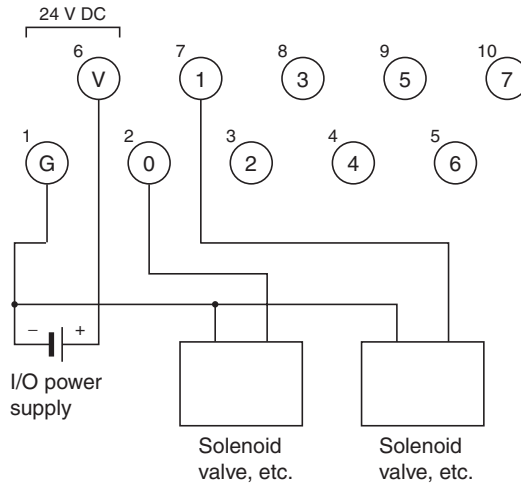 24 V DC
6 7 8 9 10
V 1 3 5 7
1 2 3 4 5
G 0 2 4 6
− +
I/O power
supply
Solenoid
valve, etc.
Solenoid
valve, etc.